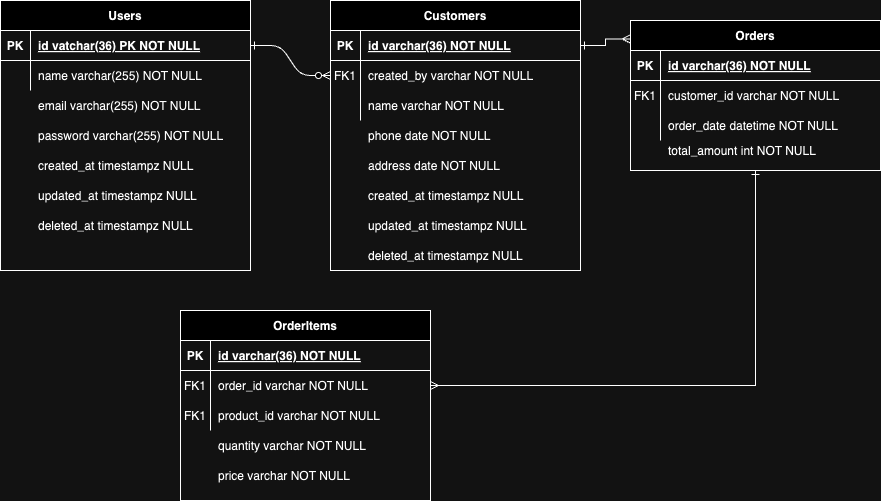 Users
PK id vatchar(36) PK NOT NULL
name varchar(255) NOT NULL
email varchar(255) NOT NULL
password varchar(255) NOT NULL
created_at timestampz NULL
updated_at timestampz NULL
deleted_at timestampz NULL
Customers
PK id varchar(36) NOT NULL
FK1 created_by varchar NOT NULL
name varchar NOT NULL
phone date NOT NULL
address date NOT NULL
created_at timestampz NULL
updated_at timestampz NULL
deleted_at timestampz NULL
Orders
PK id varchar(36) NOT NULL
FK1 customer_id varchar NOT NULL
order_date datetime NOT NULL
total_amount int NOT NULL
OrderItems
PK id varchar(36) NOT NULL
FK1 order_id varchar NOT NULL
FK1 product_id varchar NOT NULL
quantity varchar NOT NULL
price varchar NOT NULL